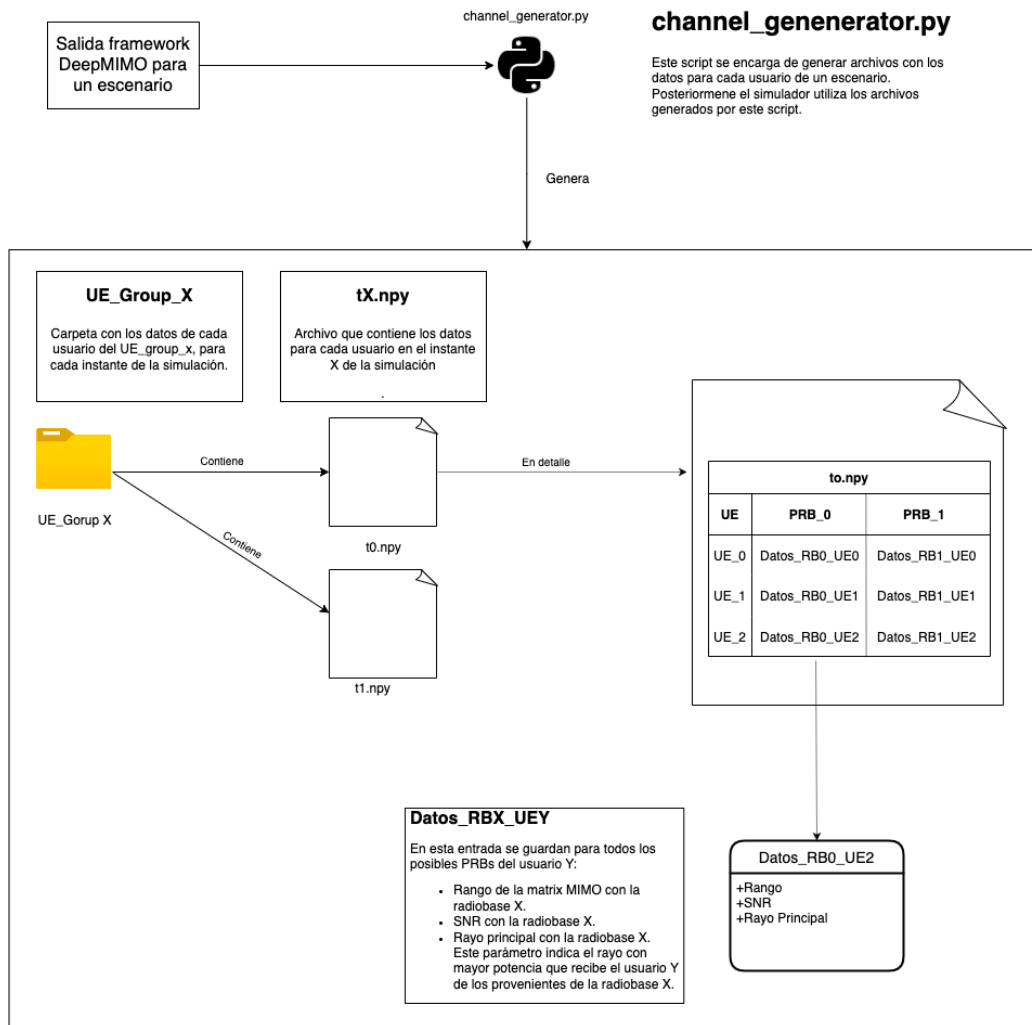 channel_generator.py
channel_genenerator.py
Salida framework
DeepMIMO para
un escenario
Este script se encarga de generar archivos con los
datos para cada usuario de un escenario.
Posteriormene el simulador utiliza los archivos
generados por este script.
Genera
UE_Group_X
Carpeta con los datos de cada
usuario del UE_group_x, para
cada instante de la simulación.
tX.npy
Archivo que contiene los datos
para cada usuario en el instante
X de la simulación
.
Contiene
En detalle
UE_Gorup X
t0.npy
Contiene
t1.npy
to.npy
UE PRB_0 PRB_1
UE_0 Datos_RB0_UE0 Datos_RB1_UE0
UE_1 Datos_RB0_UE1 Datos_RB1_UE1
UE_2 Datos_RB0_UE2 Datos_RB1_UE2
Datos_RBX_UEY
En esta entrada se guardan para todos los
posibles PRBs del usuario Y:
• Rango de la matrix MIMO con la
radiobase X.
• SNR con la radiobase X.
• Rayo principal con la radiobase X.
Este parámetro indica el rayo con
mayor potencia que recibe el usuario Y
de los provenientes de la radiobase X.
Datos_RB0_UE2
+Rango
+SNR
+Rayo Principal